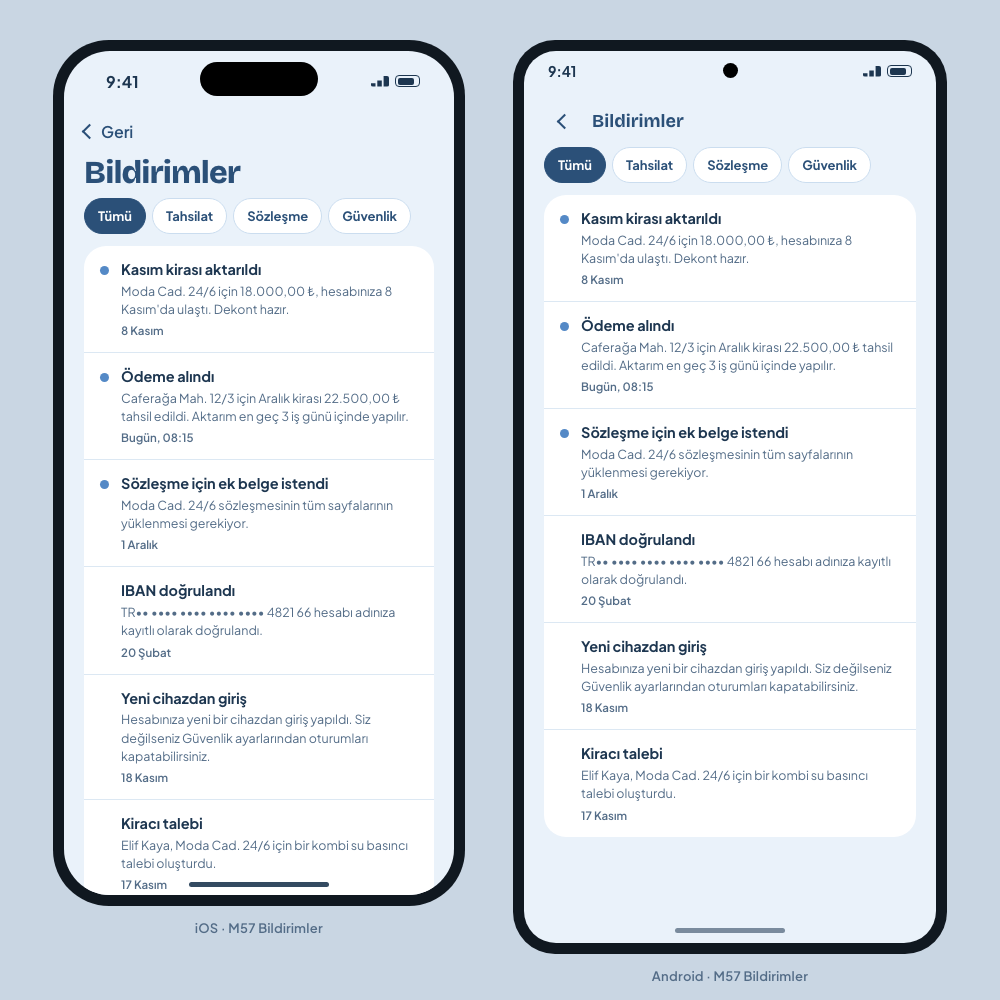 9:41
Geri
Bildirimler
Tümü
Tahsilat
Sözleşme
Güvenlik
Kasım kirası aktarıldı
Moda Cad. 24/6 için 18.000,00 ₺, hesabınıza 8
Kasım'da ulaştı. Dekont hazır.
8 Kasım
Ödeme alındı
Caferağa Mah. 12/3 için Aralık kirası 22.500,00 ₺
tahsil edildi. Aktarım en geç 3 iş günü içinde yapılır.
Bugün, 08:15
Sözleşme için ek belge istendi
Moda Cad. 24/6 sözleşmesinin tüm sayfalarının
yüklenmesi gerekiyor.
1 Aralık
IBAN doğrulandı
TR•• •••• •••• •••• •••• 4821 66 hesabı adınıza
kayıtlı olarak doğrulandı.
20 Şubat
Yeni cihazdan giriş
Hesabınıza yeni bir cihazdan giriş yapıldı. Siz
değilseniz Güvenlik ayarlarından oturumları
kapatabilirsiniz.
18 Kasım
Kiracı talebi
Elif Kaya, Moda Cad. 24/6 için bir kombi su basıncı
talebi oluşturdu.
17 Kasım
iOS · M57 Bildirimler
9:41
Bildirimler
Tümü
Tahsilat
Sözleşme
Güvenlik
Kasım kirası aktarıldı
Moda Cad. 24/6 için 18.000,00 ₺, hesabınıza 8
Kasım'da ulaştı. Dekont hazır.
8 Kasım
Ödeme alındı
Caferağa Mah. 12/3 için Aralık kirası 22.500,00 ₺ tahsil
edildi. Aktarım en geç 3 iş günü içinde yapılır.
Bugün, 08:15
Sözleşme için ek belge istendi
Moda Cad. 24/6 sözleşmesinin tüm sayfalarının
yüklenmesi gerekiyor.
1 Aralık
IBAN doğrulandı
TR•• •••• •••• •••• •••• 4821 66 hesabı adınıza kayıtlı
olarak doğrulandı.
20 Şubat
Yeni cihazdan giriş
Hesabınıza yeni bir cihazdan giriş yapıldı. Siz değilseniz
Güvenlik ayarlarından oturumları kapatabilirsiniz.
18 Kasım
Kiracı talebi
Elif Kaya, Moda Cad. 24/6 için bir kombi su basıncı
talebi oluşturdu.
17 Kasım
Android · M57 Bildirimler